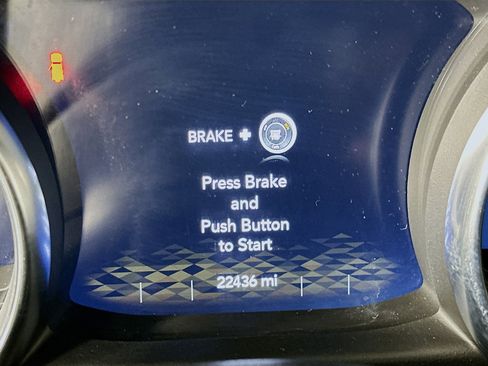 BRAKE +
Press Brake
and
Push Button
to Start
22436 mi